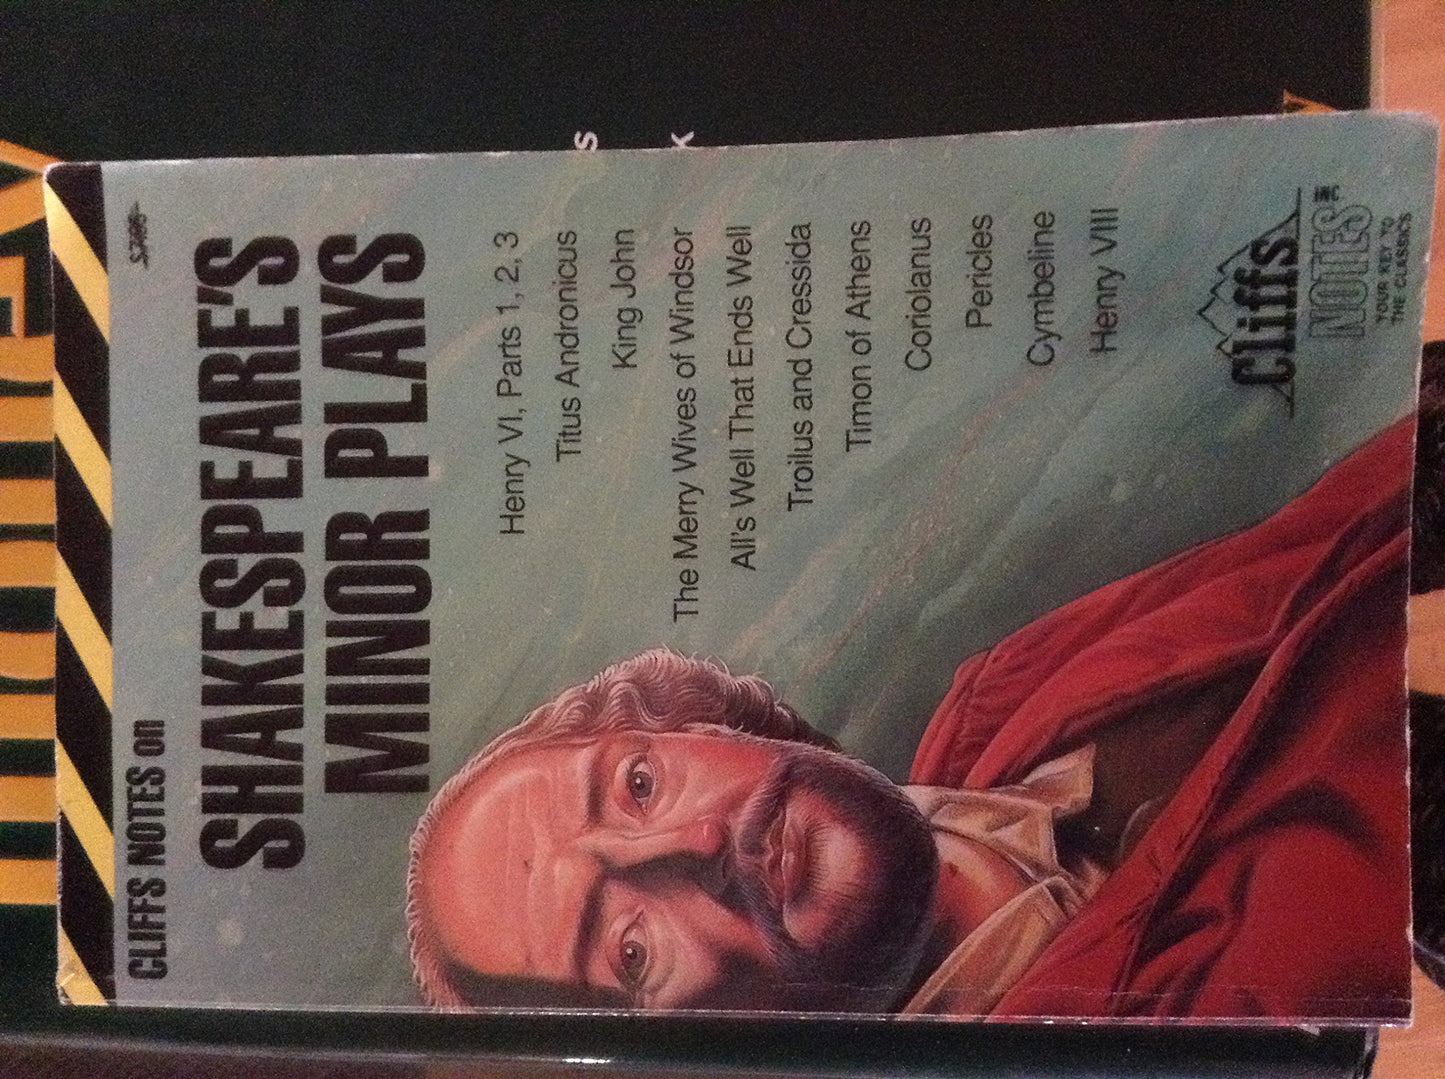 CLIFFS NOTES on
SHAKESPEARE'S
MINOR PLAYS
Henry VI, Parts 1, 2, 3
Titus Andronicus
King John
The Merry Wives of Windsor
All's Well That Ends Well
Troilus and Cressida
Timon of Athens
Coriolanus
Pericles
Cymbeline
Henry VIII
Cliffs
NOTES INC
YOUR KEY TO
THE CLASSICS
s
k